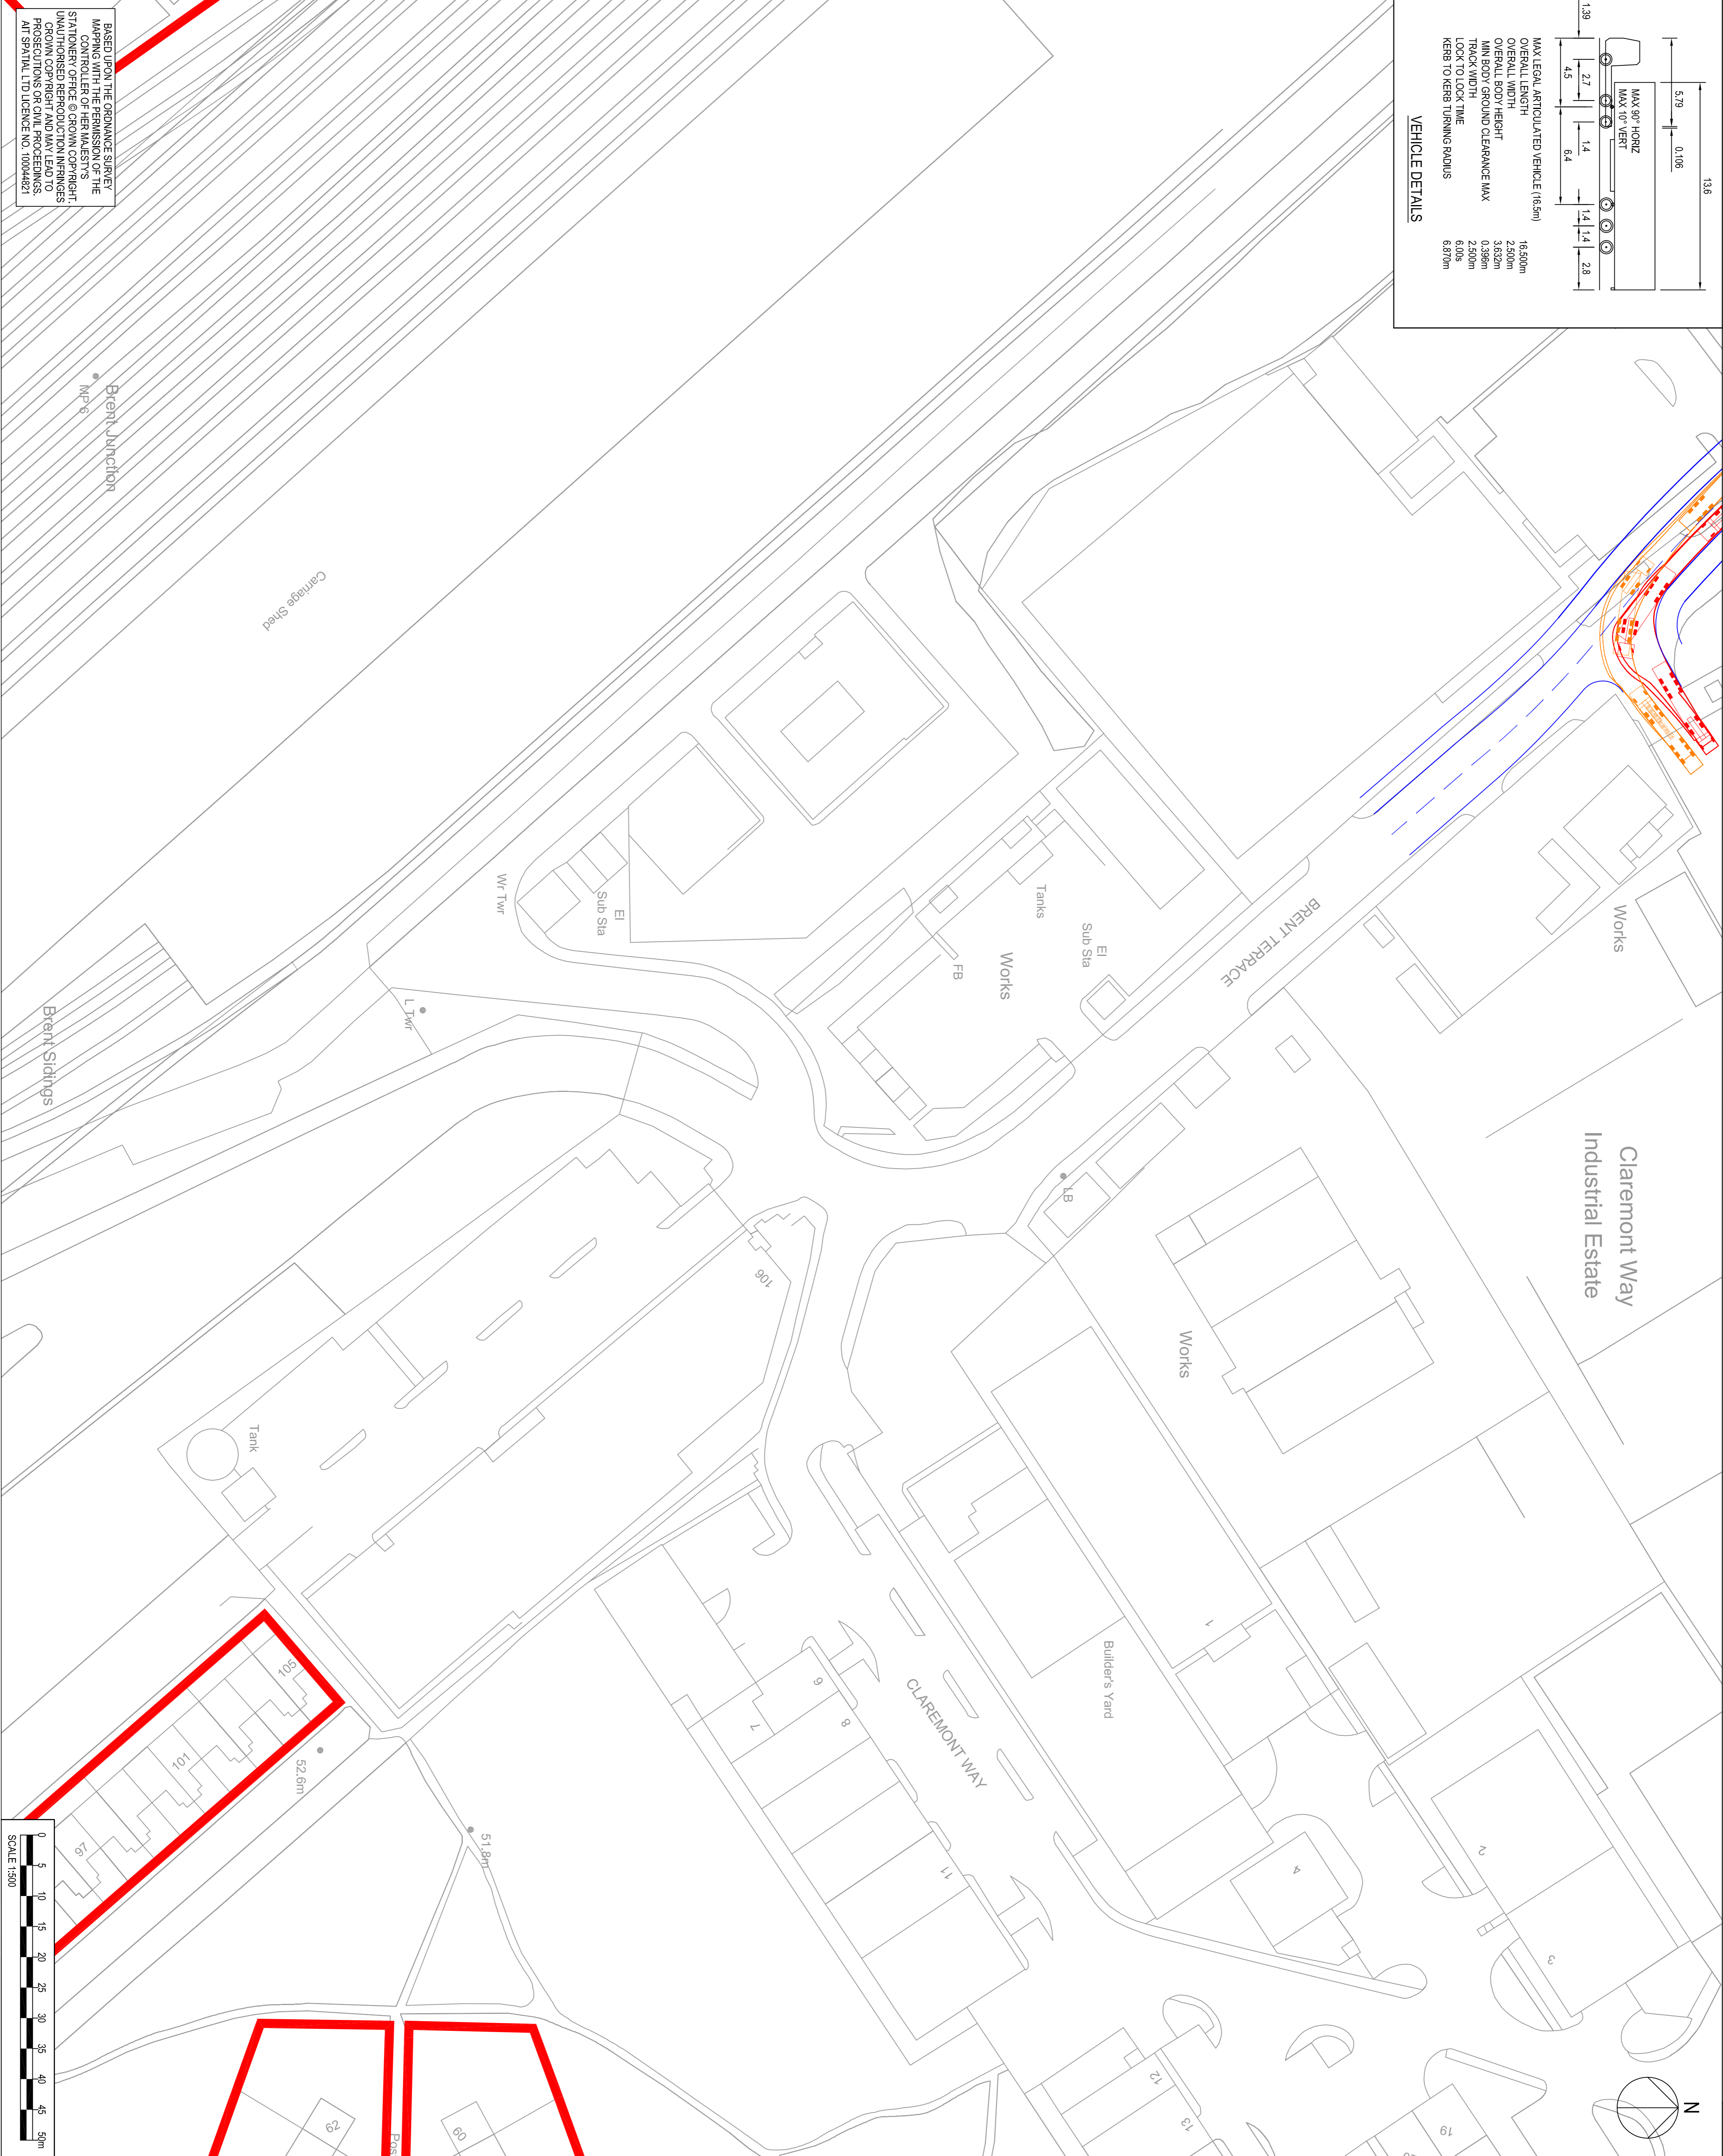 13.6
5.79
0.106
MAX 90° HORIZ
MAX 10° VERT
1.39
2.7
1.4
1.4
1.4
2.8
4.5
6.4
MAX LEGAL ARTICULATED VEHICLE (16.5m)
OVERALL LENGTH 16.500m
OVERALL WIDTH 2.500m
OVERALL BODY HEIGHT 3.632m
MIN BODY GROUND CLEARANCE MAX 0.396m
TRACK WIDTH 2.500m
LOCK TO LOCK TIME 6.00s
KERB TO KERB TURNING RADIUS 6.870m
VEHICLE DETAILS
N
Claremont Way
Industrial Estate
Works
BRENT TERRACE
El
Sub Sta
Tanks
Works
FB
LB
Works
El
Sub Sta
Wr Twr
L Twr
Carriage Shed
Brent Junction
MP 6
Brent Sidings
106
Tank
Builder's Yard
CLAREMONT WAY
1
2
3
4
7
8
9
11
12
13
19
105
101
97
52.6m
51.8m
62
60
Pos
BASED UPON THE ORDNANCE SURVEY
MAPPING WITH THE PERMISSION OF THE
CONTROLLER OF HER MAJESTY'S
STATIONERY OFFICE © CROWN COPYRIGHT.
UNAUTHORISED REPRODUCTION INFRINGES
CROWN COPYRIGHT AND MAY LEAD TO
PROSECUTIONS OR CIVIL PROCEEDINGS.
AIT SPATIAL LTD LICENCE NO. 100044821
0 5 10 15 20 25 30 35 40 45 50m
SCALE 1:500